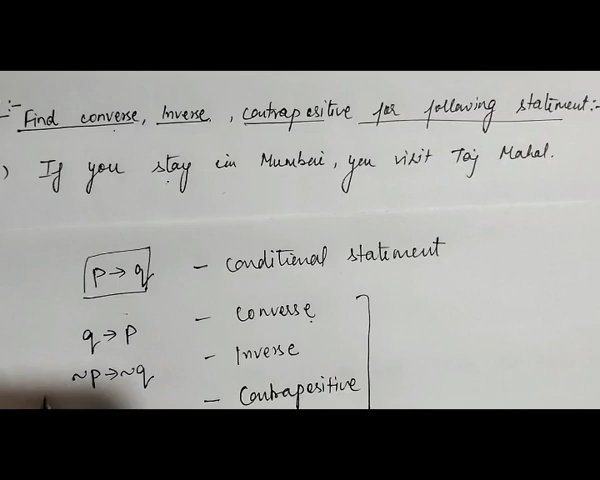 :- Find converse, Inverse, contrapositive for following statement:-
) If you stay in Mumbai, you visit Taj Mahal.
p→q - conditional statement
q→p - converse
~p→~q - Inverse
- Contrapositive